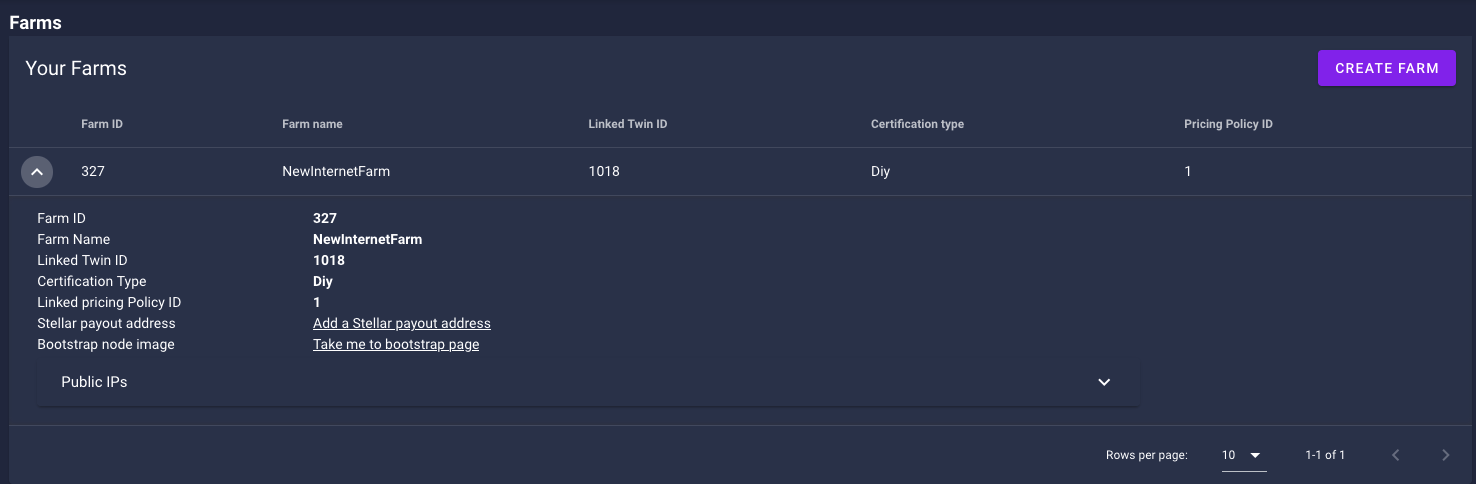 Farms
Your Farms
CREATE FARM
Farm ID Farm name Linked Twin ID Certification type Pricing Policy ID
327 NewInternetFarm 1018 Diy 1
Farm ID 327
Farm Name NewInternetFarm
Linked Twin ID 1018
Certification Type Diy
Linked pricing Policy ID 1
Stellar payout address Add a Stellar payout address
Bootstrap node image Take me to bootstrap page
Public IPs
Rows per page: 10 1-1 of 1